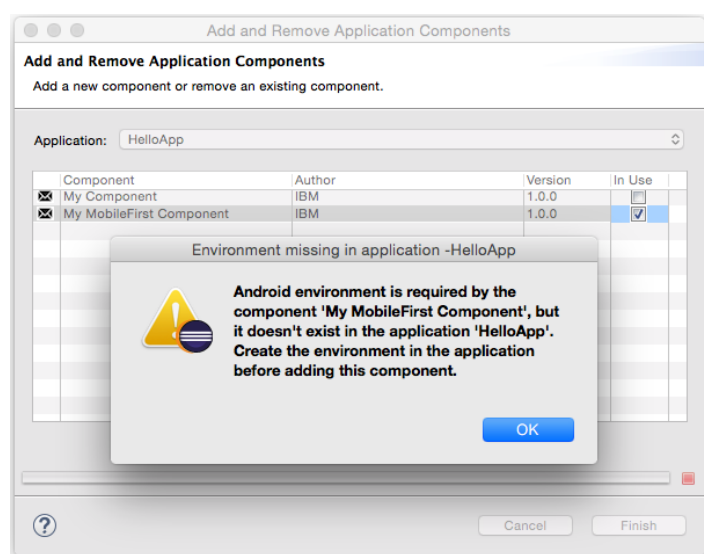 Add and Remove Application Components
Add and Remove Application Components
Add a new component or remove an existing component.
Application: HelloApp
Component Author Version In Use
My Component IBM 1.0.0
My MobileFirst Component IBM 1.0.0
Environment missing in application -HelloApp
Android environment is required by the
component 'My MobileFirst Component', but
it doesn't exist in the application 'HelloApp'.
Create the environment in the application
before adding this component.
OK
? Cancel Finish